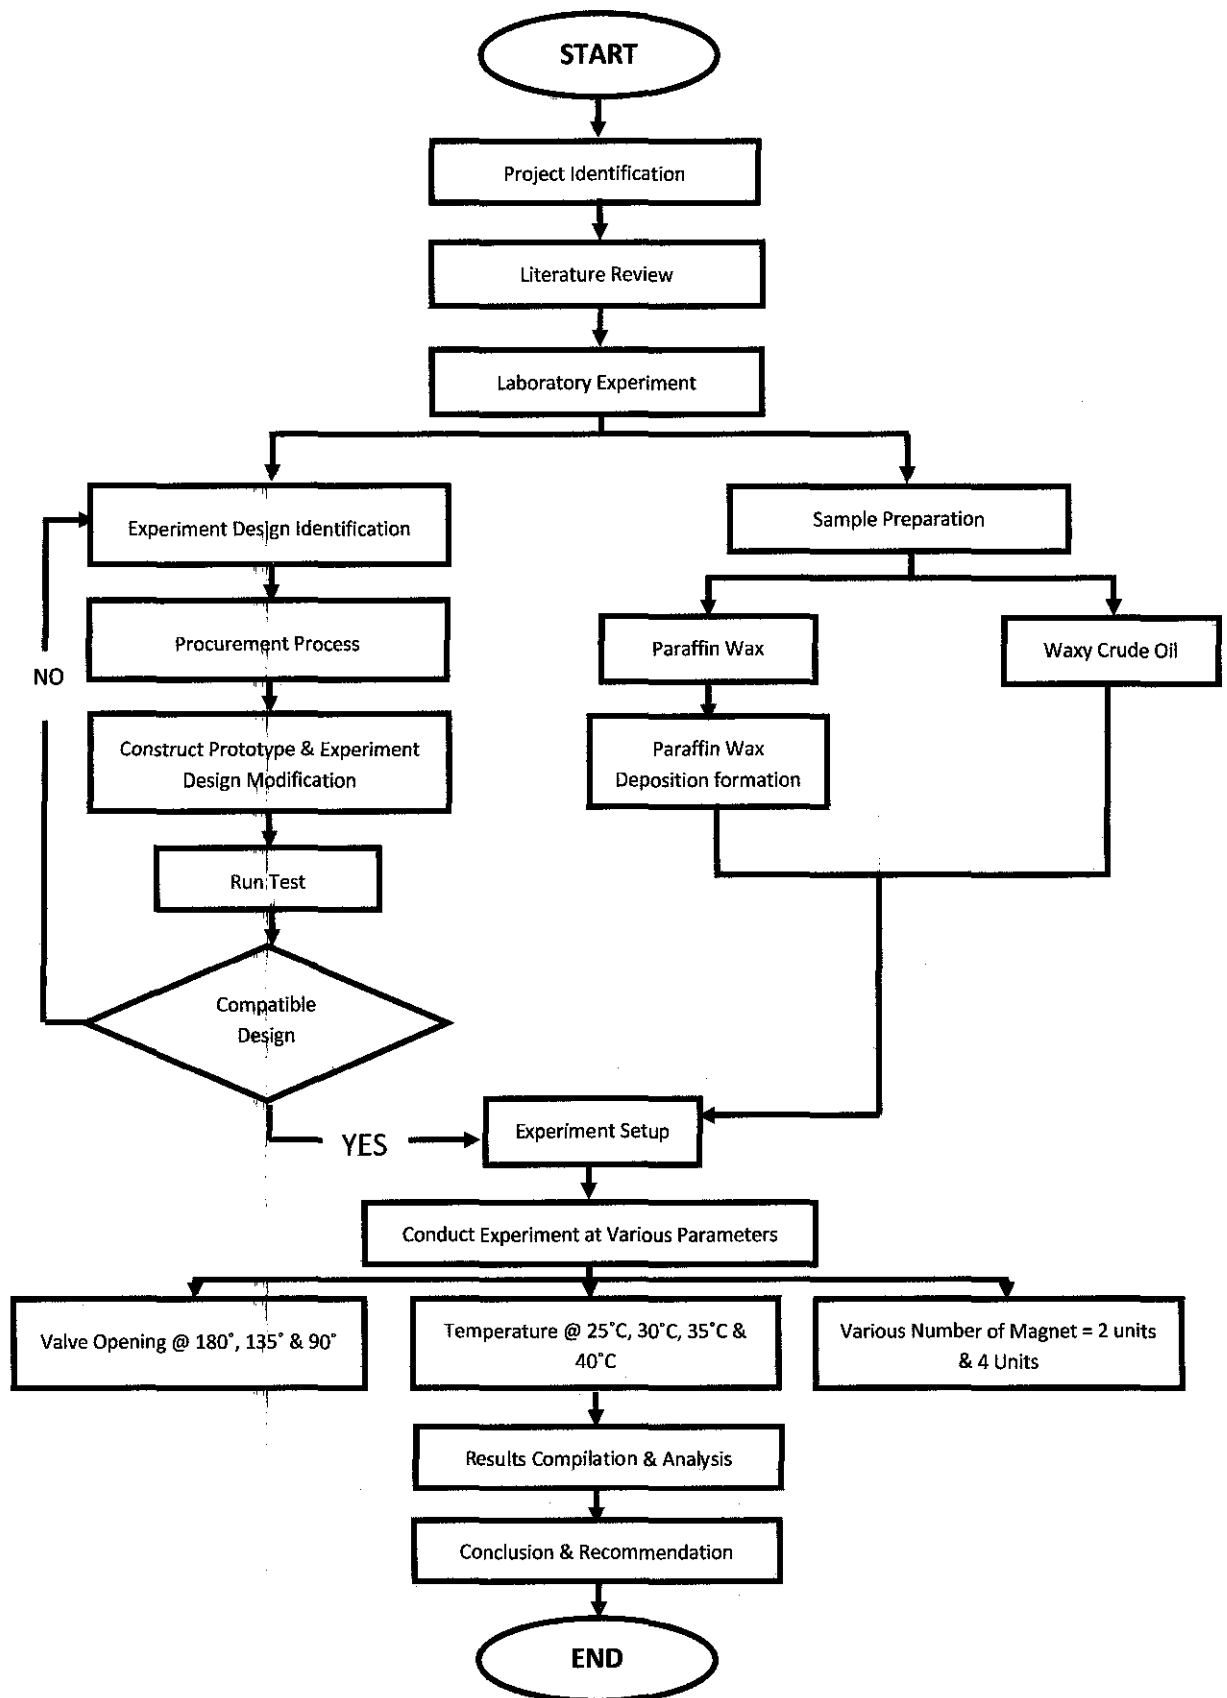 START
Project Identification
Literature Review
Laboratory Experiment
Experiment Design Identification
Sample Preparation
Procurement Process
Paraffin Wax
Waxy Crude Oil
NO
Construct Prototype & Experiment
Design Modification
Paraffin Wax
Deposition formation
Run Test
Compatible
Design
YES
Experiment Setup
Conduct Experiment at Various Parameters
Valve Opening @ 180˚, 135˚ & 90˚
Temperature @ 25˚C, 30˚C, 35˚C &
40˚C
Various Number of Magnet = 2 units
& 4 Units
Results Compilation & Analysis
Conclusion & Recommendation
END